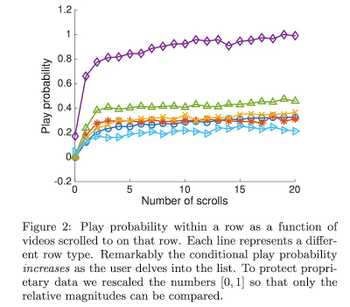 1.2
1
0.8
0.6
0.4
0.2
0
-0.2
Play probability
0 5 10 15 20
Number of scrolls
Figure 2: Play probability within a row as a function of
videos scrolled to on that row. Each line represents a differ-
ent row type. Remarkably the conditional play probability
increases as the user delves into the list. To protect propri-
etary data we rescaled the numbers [0, 1] so that only the
relative magnitudes can be compared.